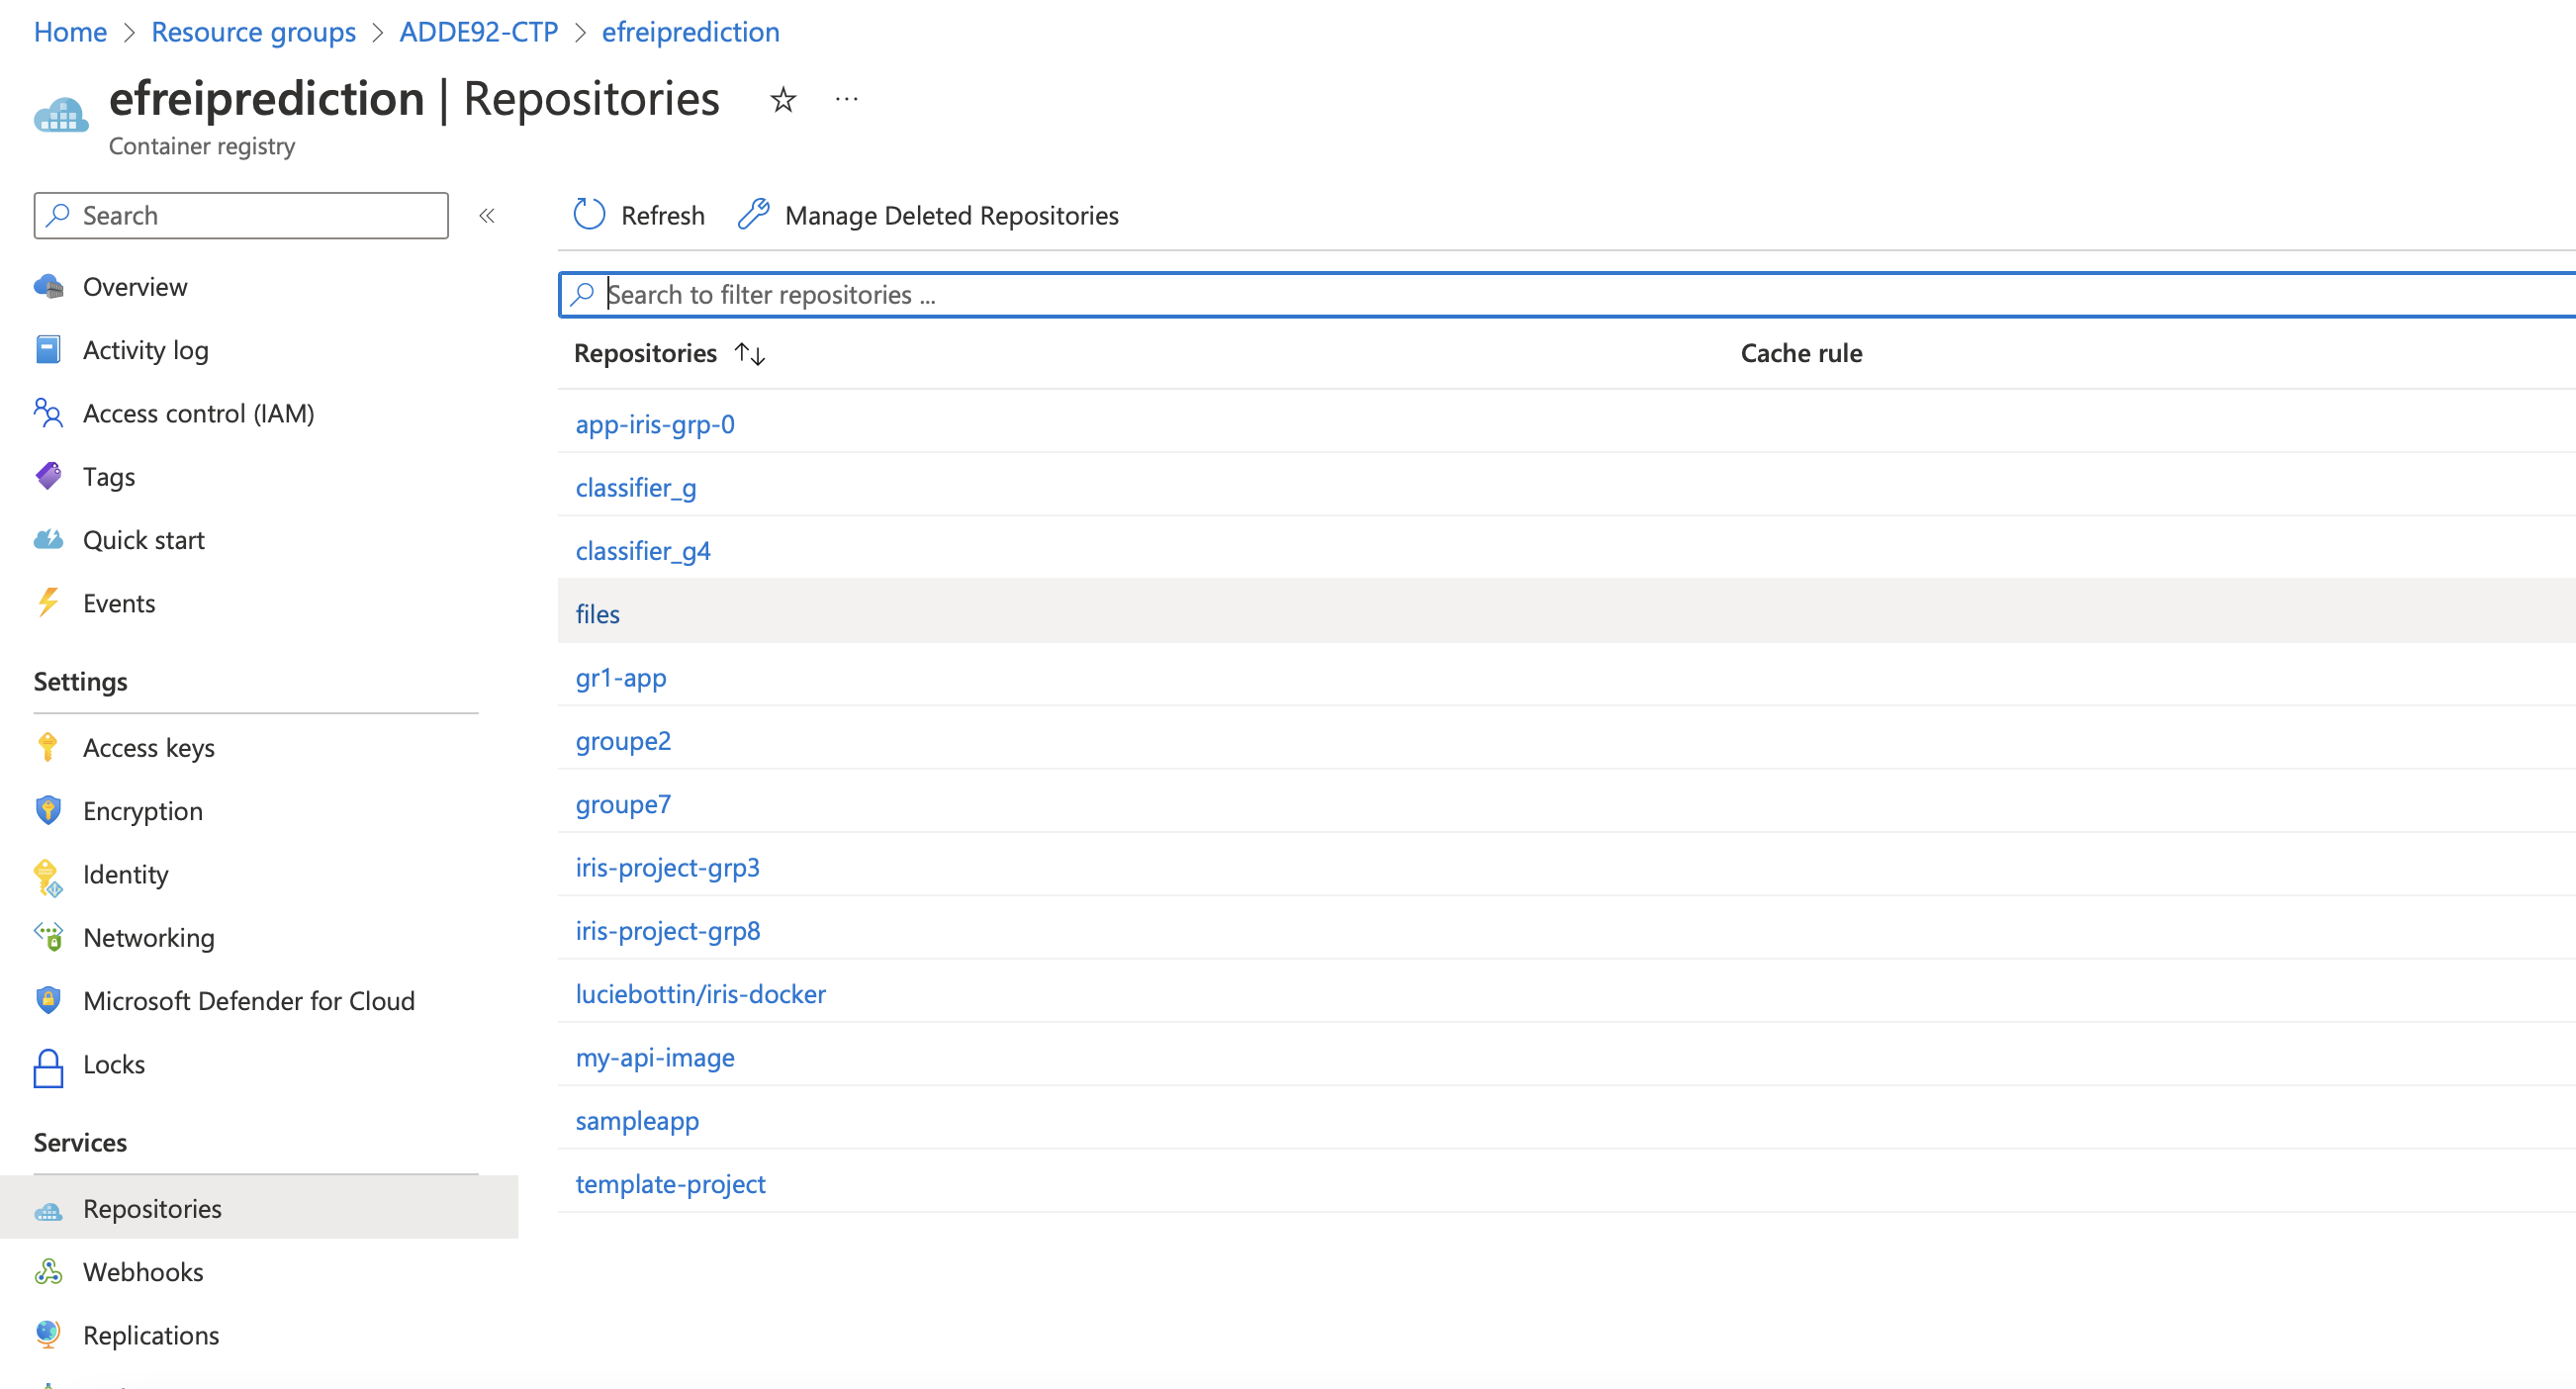 Home > Resource groups > ADDE92-CTP > efreiprediction
efreiprediction | Repositories ☆ ...
Container registry
Search «
Overview
Activity log
Access control (IAM)
Tags
Quick start
Events
Settings
Access keys
Encryption
Identity
Networking
Microsoft Defender for Cloud
Locks
Services
Repositories
Webhooks
Replications
Refresh Manage Deleted Repositories
Search to filter repositories ...
Repositories ↑↓ Cache rule
app-iris-grp-0
classifier_g
classifier_g4
files
gr1-app
groupe2
groupe7
iris-project-grp3
iris-project-grp8
luciebottin/iris-docker
my-api-image
sampleapp
template-project